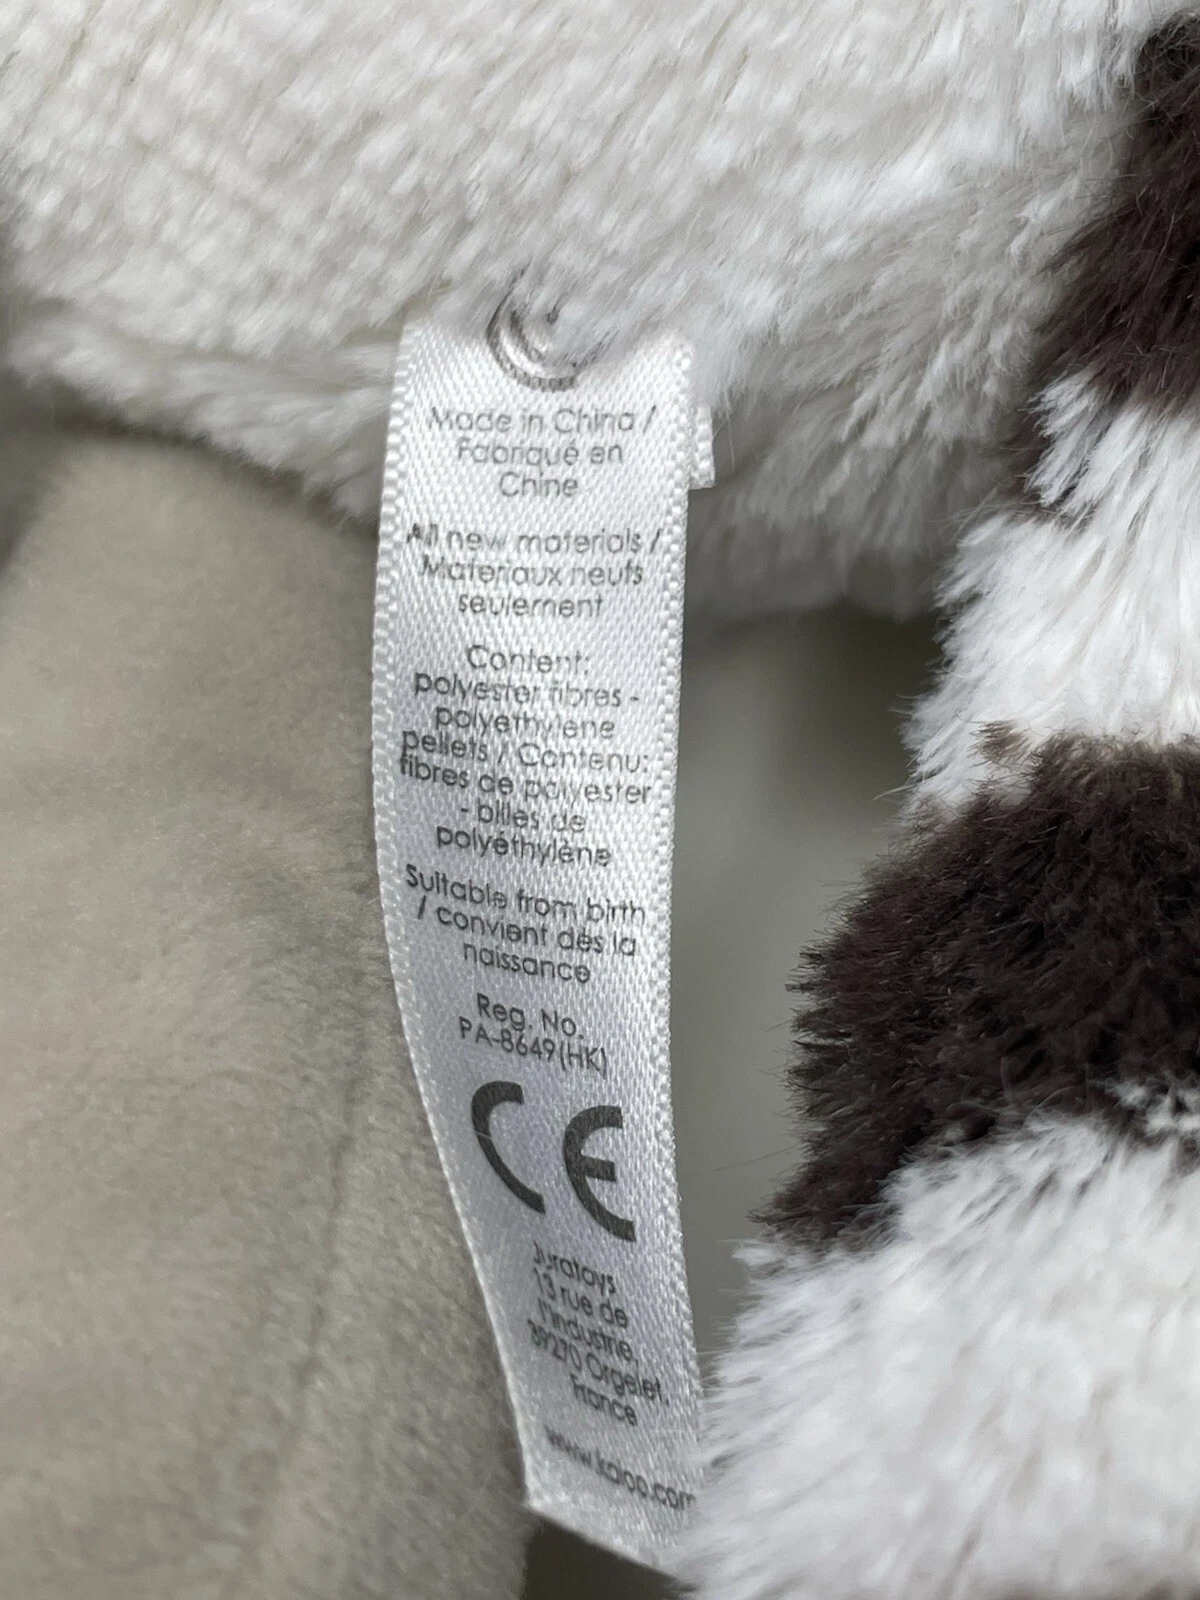 Made in China /
Fabriqué en
Chine
All new materials /
Materiaux neufs
seulement
Content:
polyester fibres -
polyethylene
pellets / Contenu:
fibres de polyester
- billes de
polyéthylène
Suitable from birth
/ convient dès la
naissance
Reg. No.
PA-8649(HK)
CE
Juratoys
13 rue de
l'Industrie,
39270 Orgelet,
France
www.kaloo.com